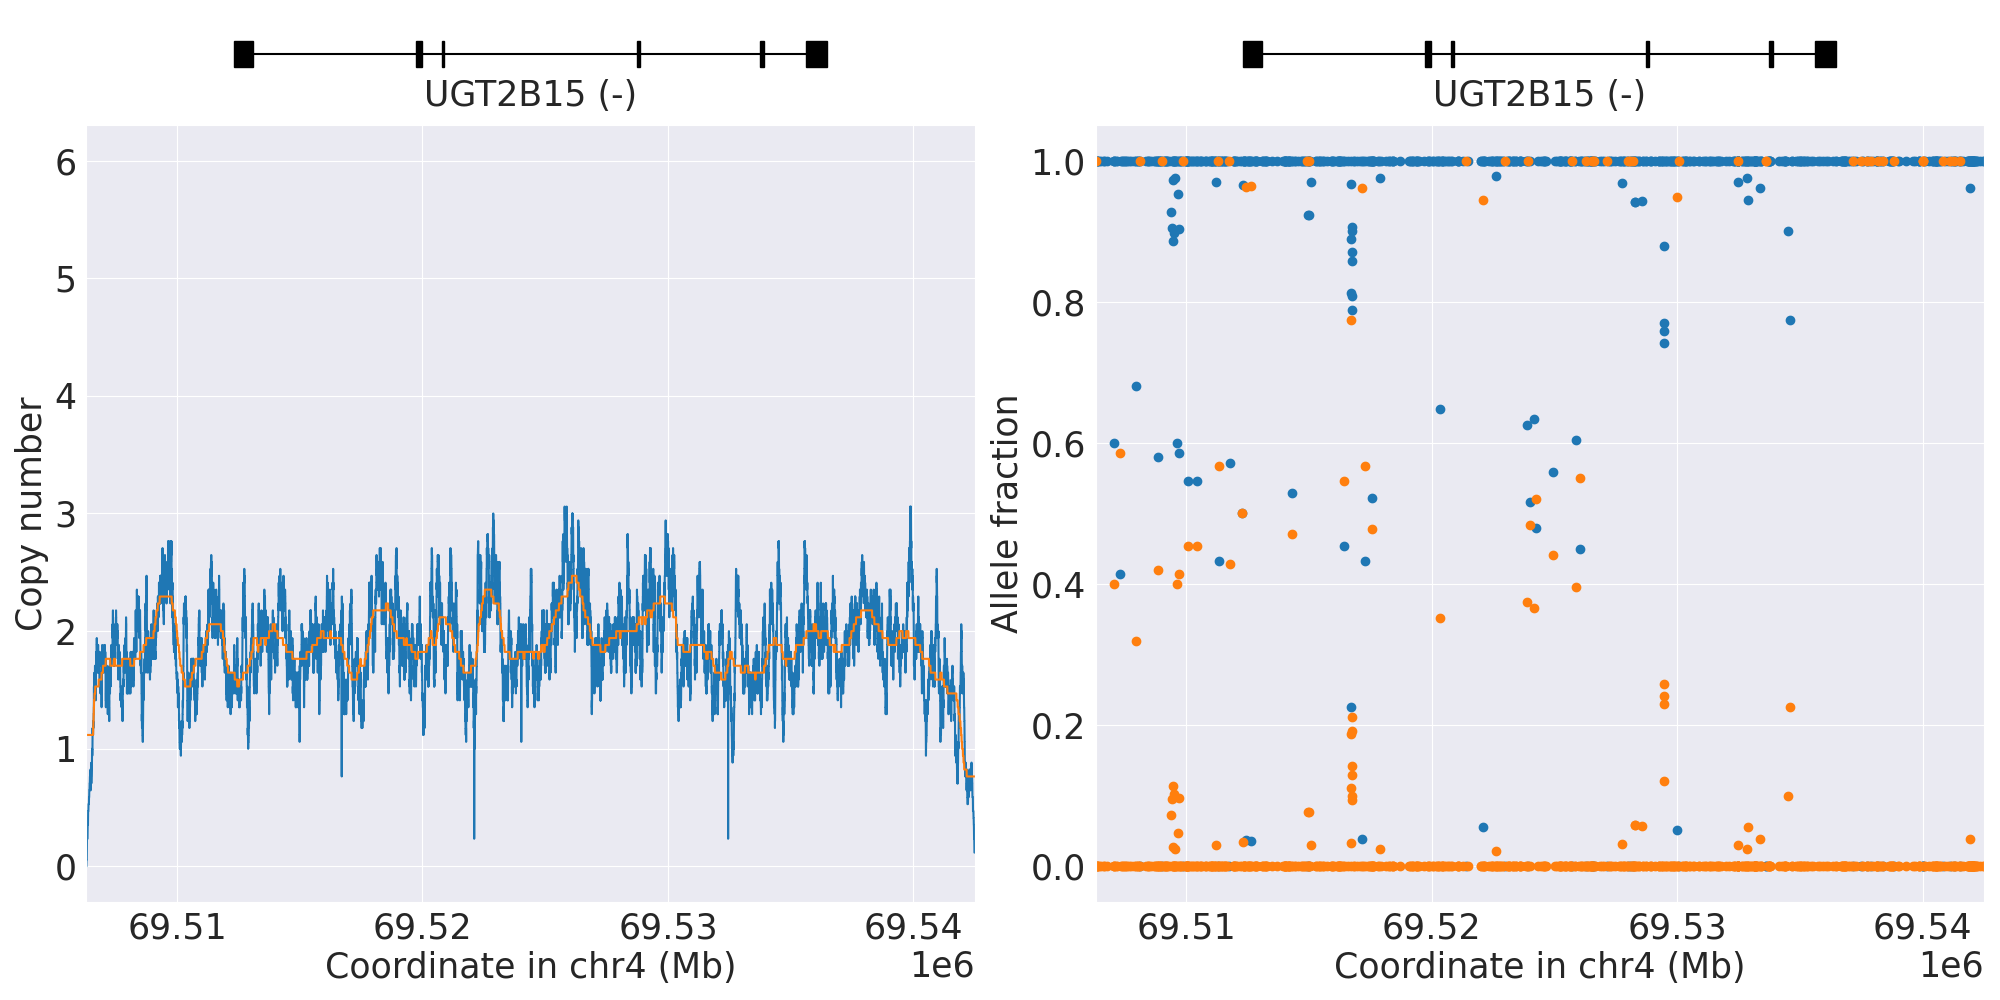 UGT2B15 (-)
UGT2B15 (-)
6
5
4
3
2
1
0
Copy number
69.51
69.52
69.53
69.54
Coordinate in chr4 (Mb)
1e6
1.0
0.8
0.6
0.4
0.2
0.0
Allele fraction
69.51
69.52
69.53
69.54
Coordinate in chr4 (Mb)
1e6